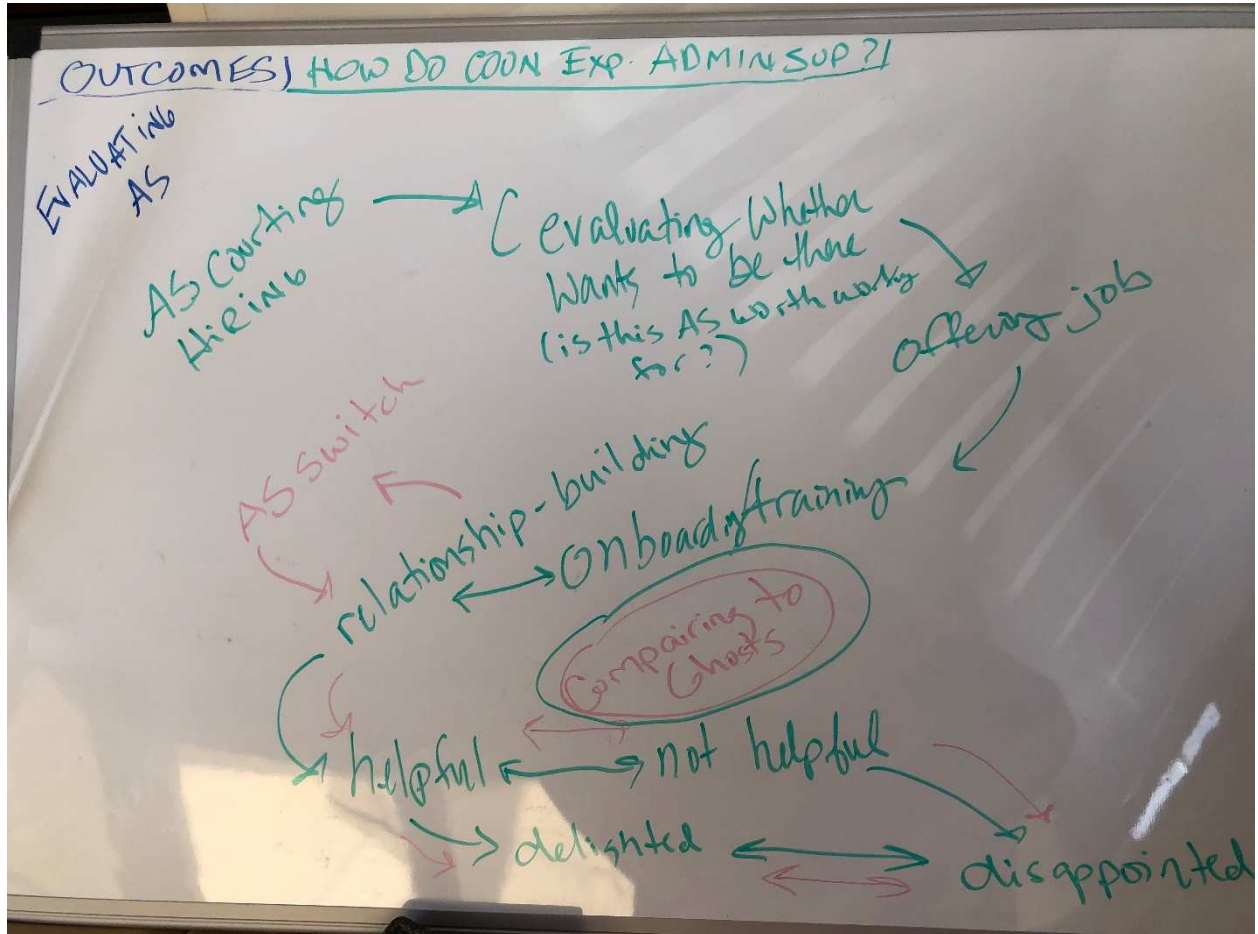 OUTCOMES) HOW DO COON EXP. ADMIN SUP?)
EVALUATING
AS
AS Courting
HIRING
( evaluating whether
wants to be there
(is this AS worth working
for?)
offering job
AS switch
relationship-building
onboarding/training
Compairing to
Ghosts
helpful
not helpful
delighted
disappointed